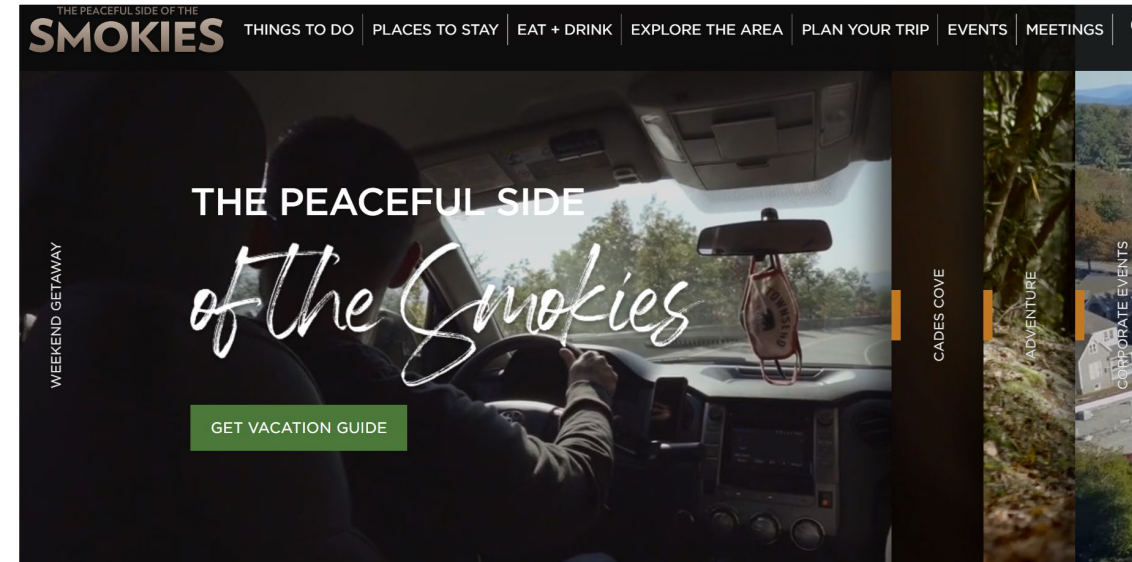 THE PEACEFUL SIDE OF THE
SMOKIES
THINGS TO DO
PLACES TO STAY
EAT + DRINK
EXPLORE THE AREA
PLAN YOUR TRIP
EVENTS
MEETINGS
WEEKEND GETAWAY
THE PEACEFUL SIDE
of the Smokies
TOWNSEND
GET VACATION GUIDE
CADES COVE
ADVENTURE
CORPORATE EVENTS